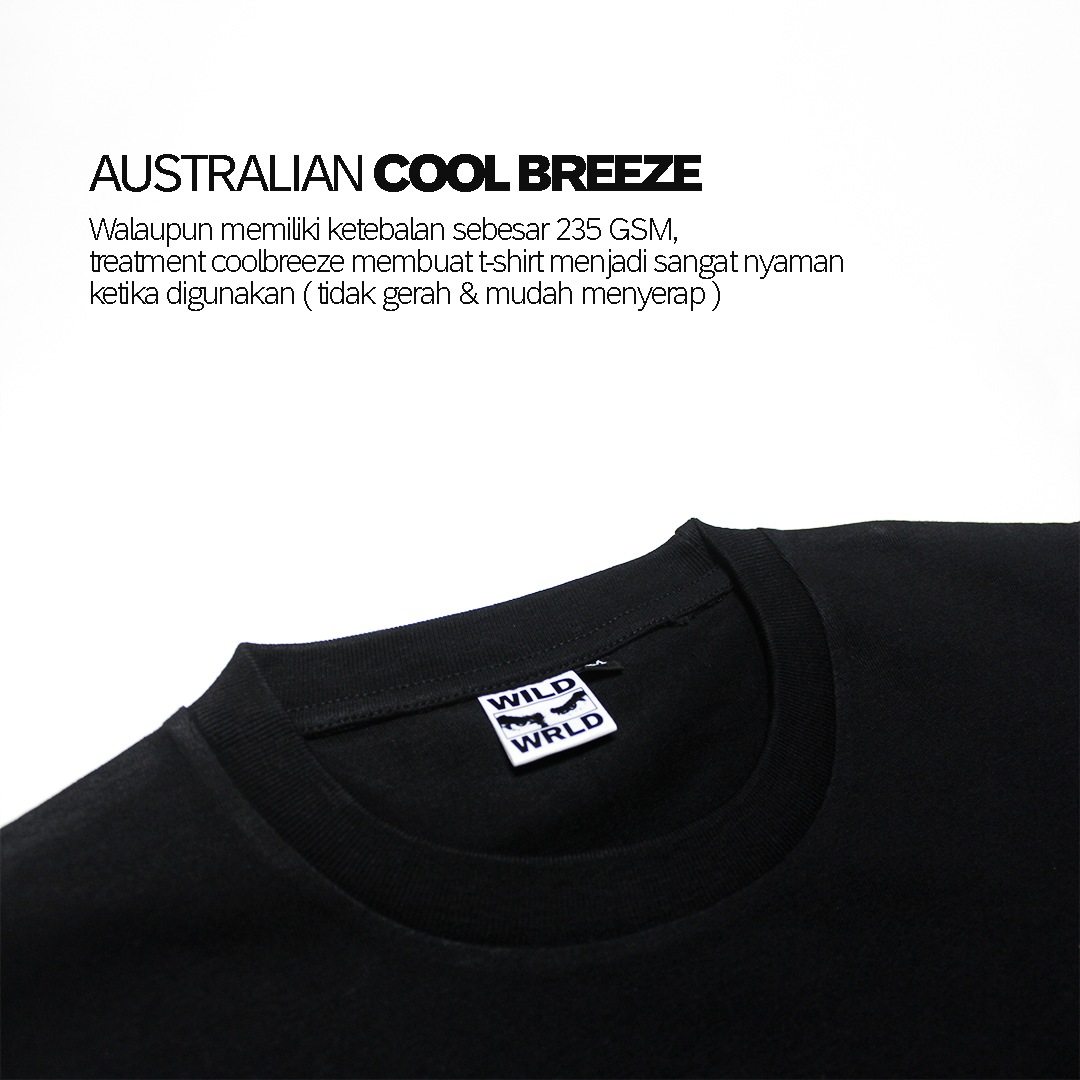 AUSTRALIAN COOL BREEZE
Walaupun memiliki ketebalan sebesar 235 GSM,
treatment coolbreeze membuat t-shirt menjadi sangat nyaman
ketika digunakan ( tidak gerah & mudah menyerap )
WILD
WRLD